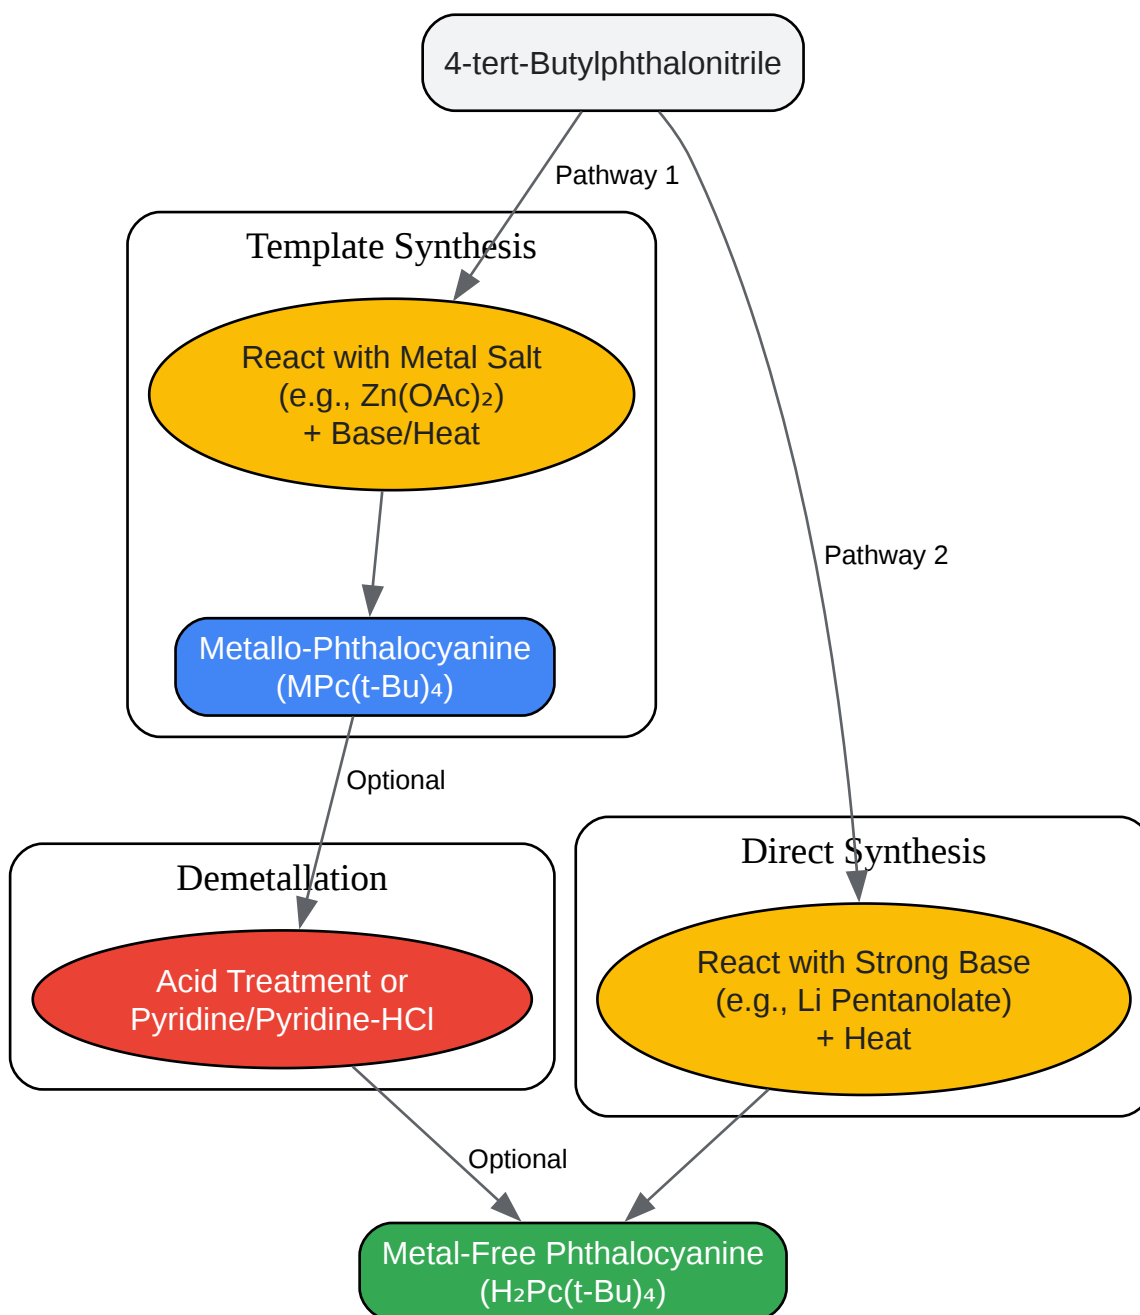 4-tert-Butylphthalonitrile
Pathway 1
Template Synthesis
React with Metal Salt
(e.g., Zn(OAc)₂)
+ Base/Heat
Pathway 2
Metallo-Phthalocyanine
(MPc(t-Bu)₄)
Optional
Demetallation
Direct Synthesis
Acid Treatment or
Pyridine/Pyridine-HCl
React with Strong Base
(e.g., Li Pentanolate)
+ Heat
Optional
Metal-Free Phthalocyanine
(H₂Pc(t-Bu)₄)